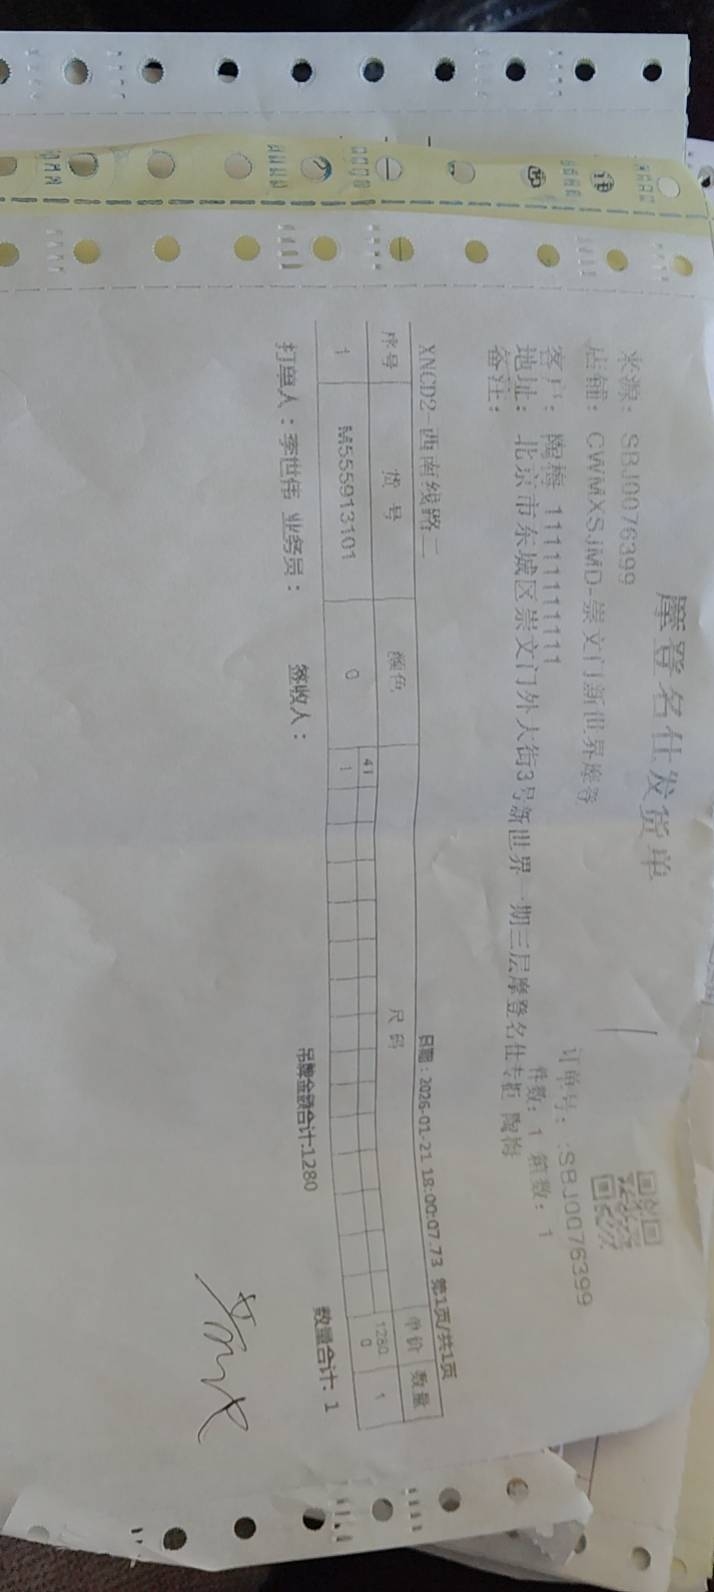 摩登名仕发货单
来源：SBJ0076399
订单号：:SBJ0076399
店铺：CWMXSJMD-崇文门新世界摩登
件数：1 箱数：1
客户：陶梅 11111111111
地址：北京市东城区崇文门外大街3号新世界一期三层摩登名仕专柜 陶梅
备注：
XNCD2-西南线路二 日期：2026-01-21 18:00:07.73 第1页/共1页
序号 货号 颜色 尺码 单价 数量
41
1 M555913101 0 1 1280.0 1
打单人：李世伟 业务员： 签收人： 吊牌金额合计:1280 数量合计: 1